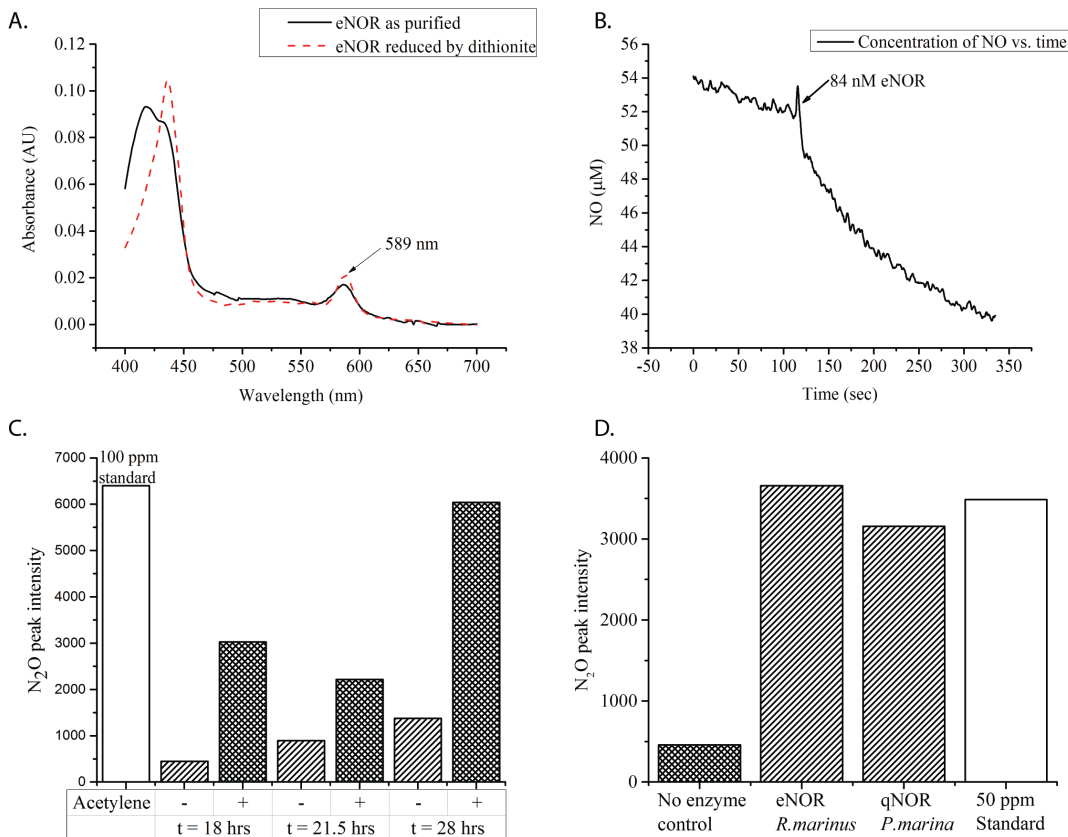 A.
eNOR as purified
eNOR reduced by dithionite
0.12
0.10
0.08
0.06
0.04
0.02
0.00
Absorbance (AU)
589 nm
400 450 500 550 600 650 700
Wavelength (nm)
B.
Concentration of NO vs. time
56
54
52
50
48
46
44
42
40
38
NO (µM)
84 nM eNOR
-50 0 50 100 150 200 250 300 350
Time (sec)
C.
7000
6000
5000
4000
3000
2000
1000
0
N2O peak intensity
100 ppm
standard
Acetylene - + - + - +
t = 18 hrs t = 21.5 hrs t = 28 hrs
D.
4000
3000
2000
1000
0
N2O peak intensity
No enzyme eNOR qNOR 50 ppm
control R.marinus P.marina Standard